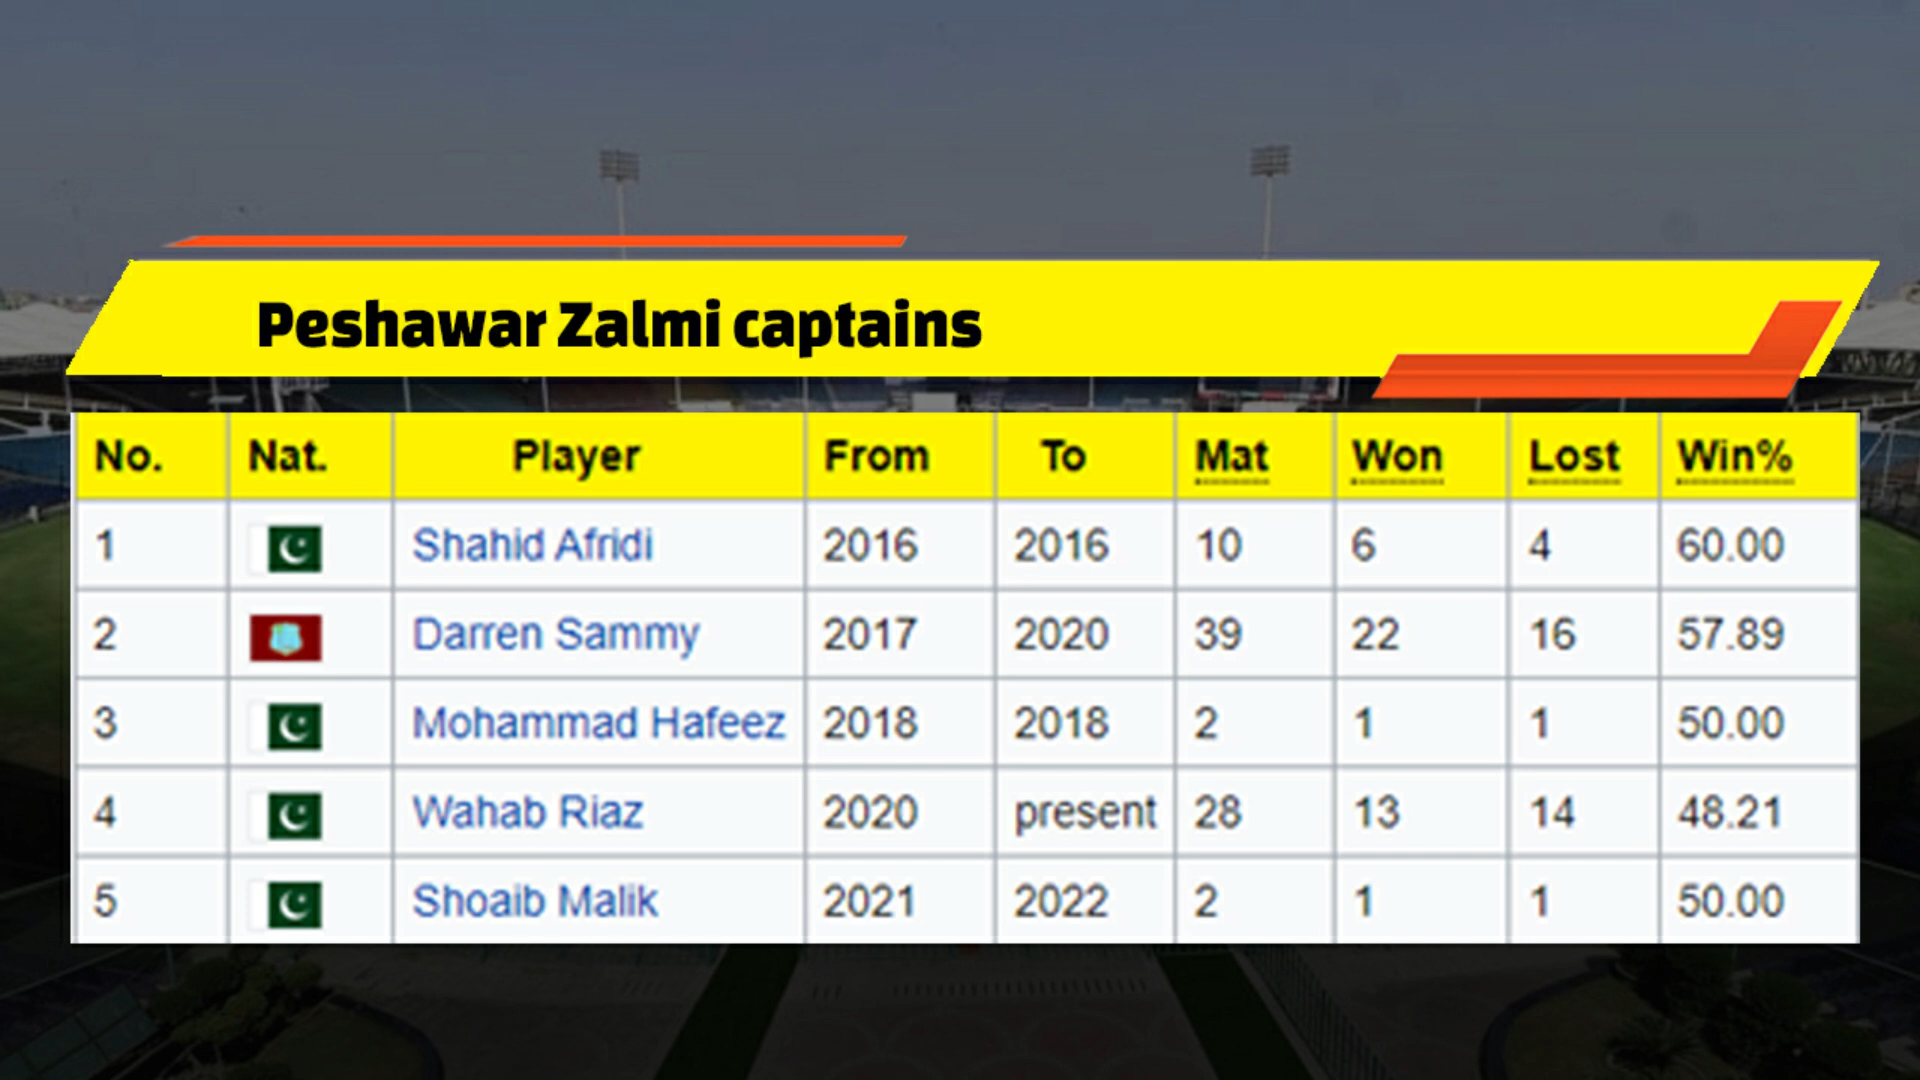 Peshawar Zalmi captains
No. Nat. Player From To Mat Won Lost Win%
1 Shahid Afridi 2016 2016 10 6 4 60.00
2 Darren Sammy 2017 2020 39 22 16 57.89
3 Mohammad Hafeez 2018 2018 2 1 1 50.00
4 Wahab Riaz 2020 present 28 13 14 48.21
5 Shoaib Malik 2021 2022 2 1 1 50.00